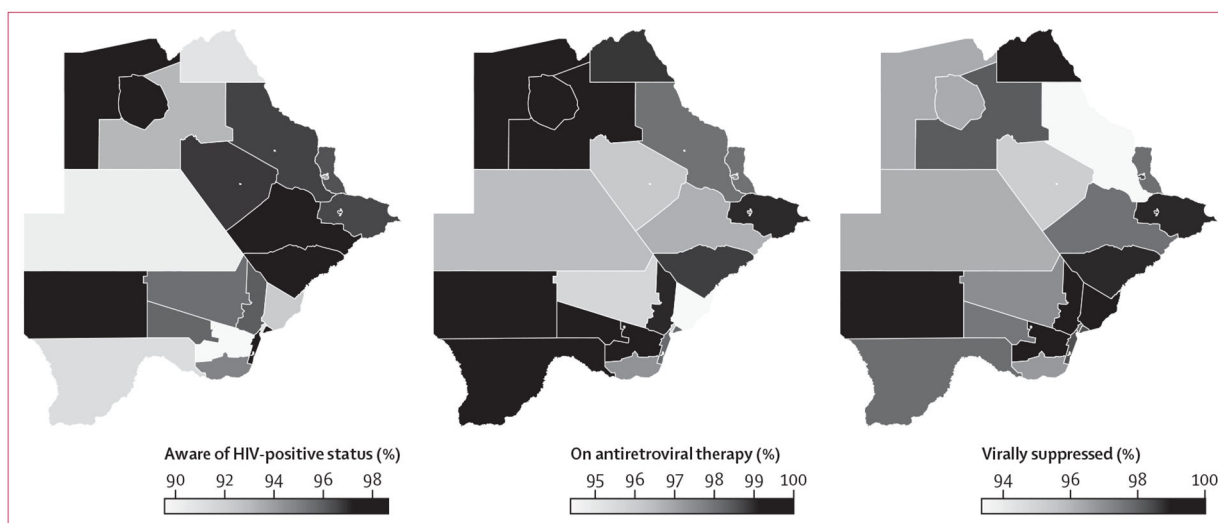 Aware of HIV-positive status (%)
90 92 94 96 98
On antiretroviral therapy (%)
95 96 97 98 99 100
Virally suppressed (%)
94 96 98 100